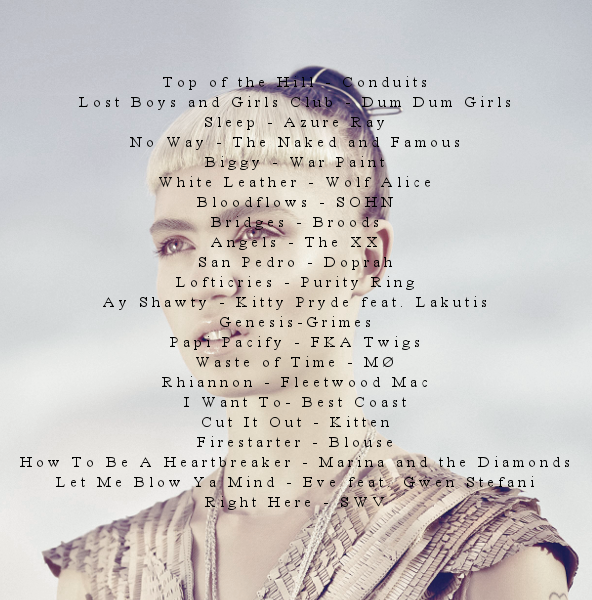 Top of the Hill - Conduits
Lost Boys and Girls Club - Dum Dum Girls
Sleep - Azure Ray
No Way - The Naked and Famous
Biggy - War Paint
White Leather - Wolf Alice
Bloodflows - SOHN
Bridges - Broods
Angels - The XX
San Pedro - Doprah
Lofticries - Purity Ring
Ay Shawty - Kitty Pryde feat. Lakutis
Genesis-Grimes
Papi Pacify - FKA Twigs
Waste of Time - MØ
Rhiannon - Fleetwood Mac
I Want To- Best Coast
Cut It Out - Kitten
Firestarter - Blouse
How To Be A Heartbreaker - Marina and the Diamonds
Let Me Blow Ya Mind - Eve feat. Gwen Stefani
Right Here - SWV